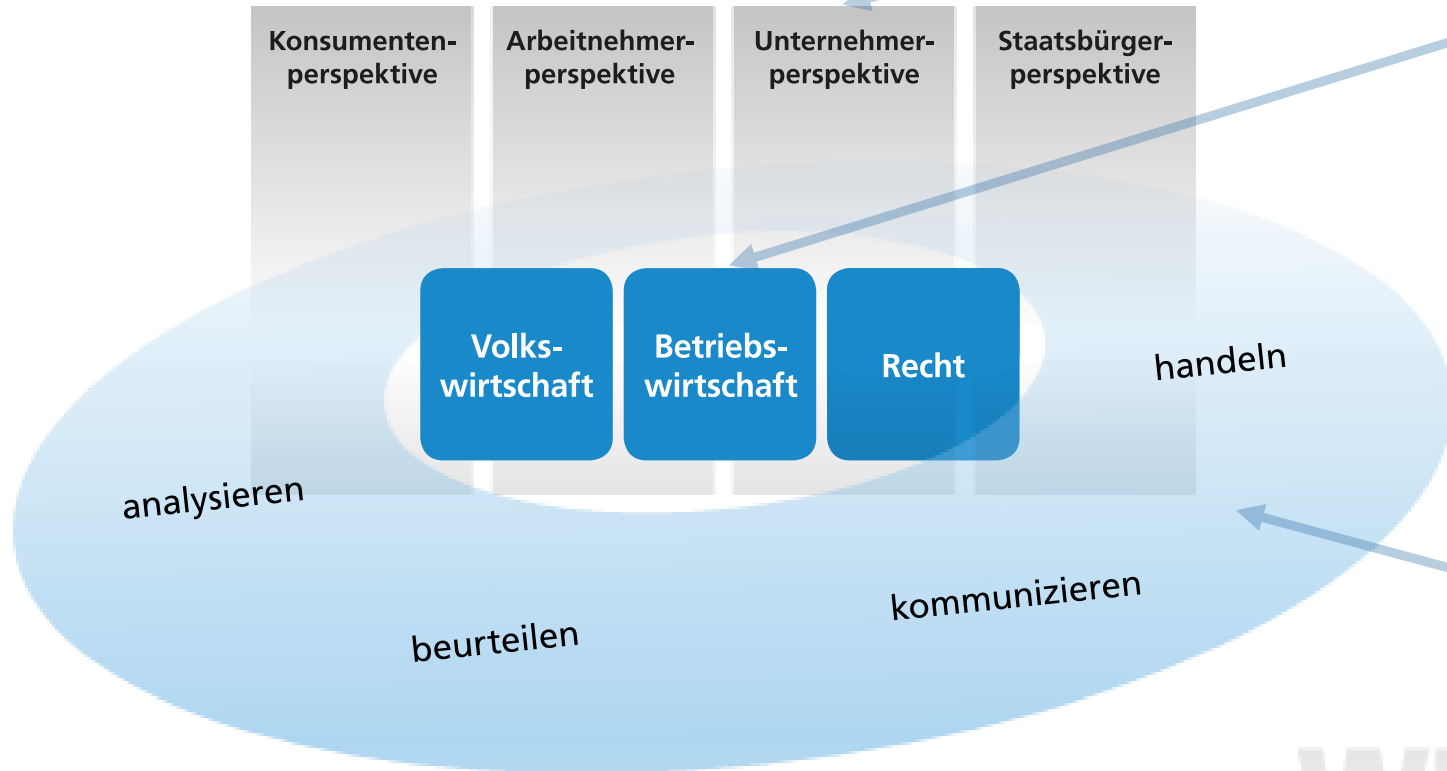 Konsumenten-
perspektive
Arbeitnehmer-
perspektive
Unternehmer-
perspektive
Staatsbürger-
perspektive
Volks-
wirtschaft
Betriebs-
wirtschaft
Recht
handeln
analysieren
kommunizieren
beurteilen